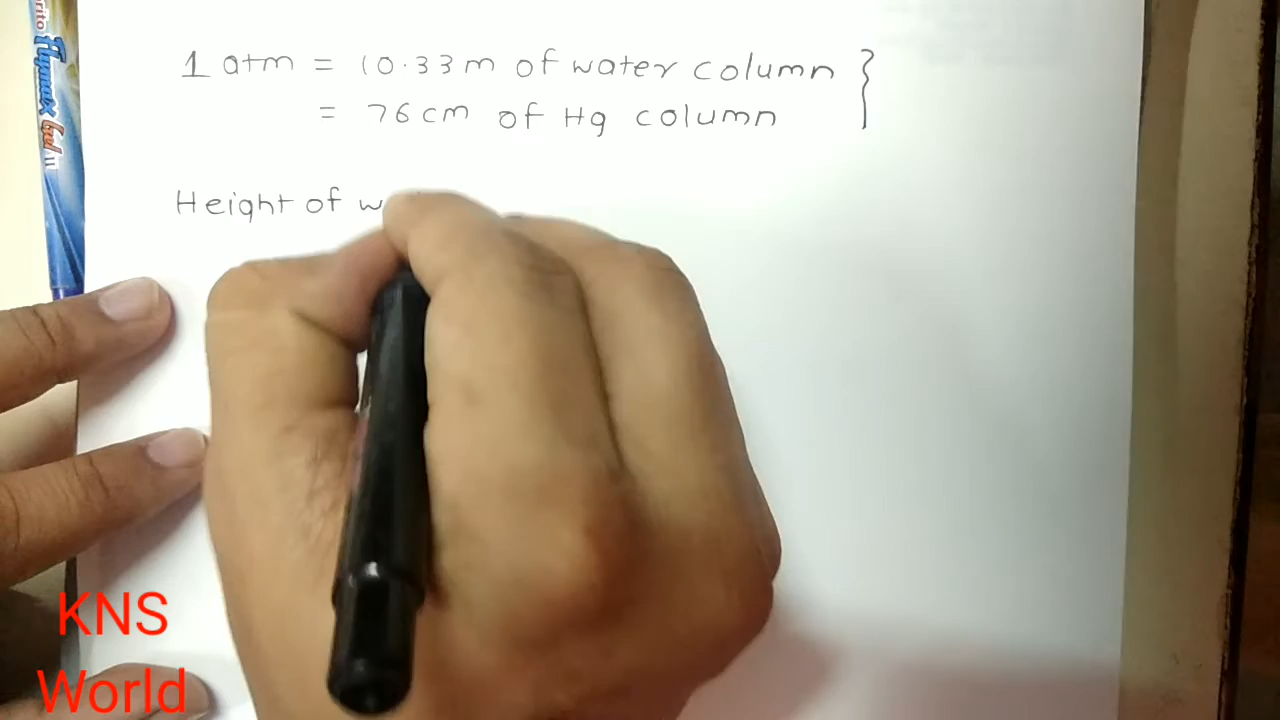 1 atm = 10.33 m of water column
= 76 cm of Hg column
Height of w
KNS
World